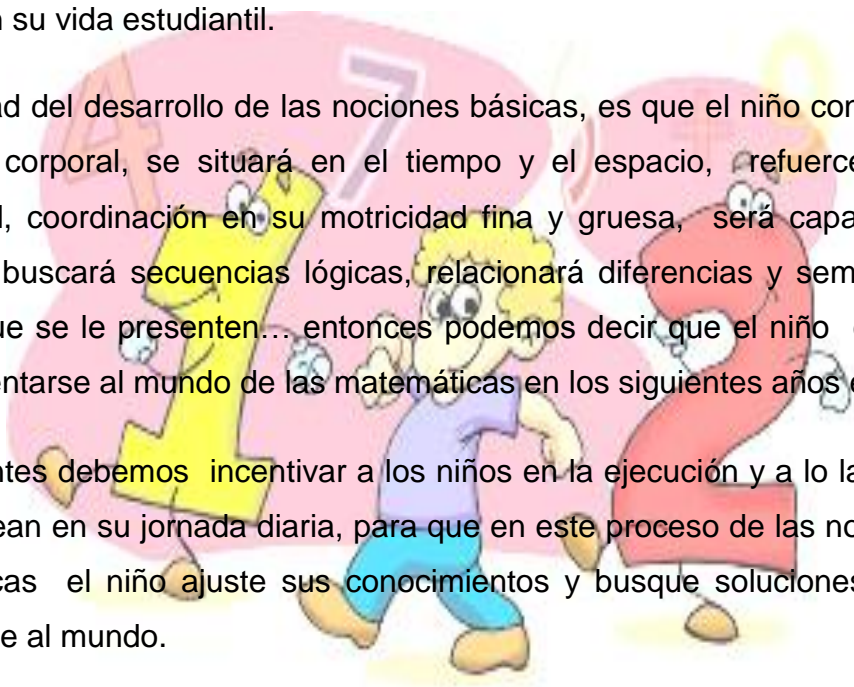 n su vida estudiantil.
ad del desarrollo de las nociones básicas, es que el niño con
corporal, se situará en el tiempo y el espacio, refuerce
l, coordinación en su motricidad fina y gruesa, será capa
buscará secuencias lógicas, relacionará diferencias y sem
ue se le presenten… entonces podemos decir que el niño
entarse al mundo de las matemáticas en los siguientes años e
ntes debemos incentivar a los niños en la ejecución y a lo la
ean en su jornada diaria, para que en este proceso de las no
cas el niño ajuste sus conocimientos y busque soluciones
e al mundo.